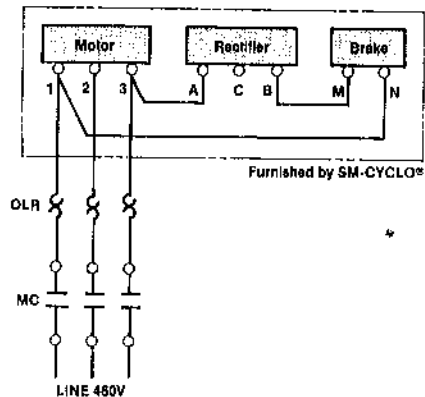 Motor Rectifier Brake
1 2 3 A C B M N
Furnished by SM-CYCLO®
OLR
MC
LINE 460V